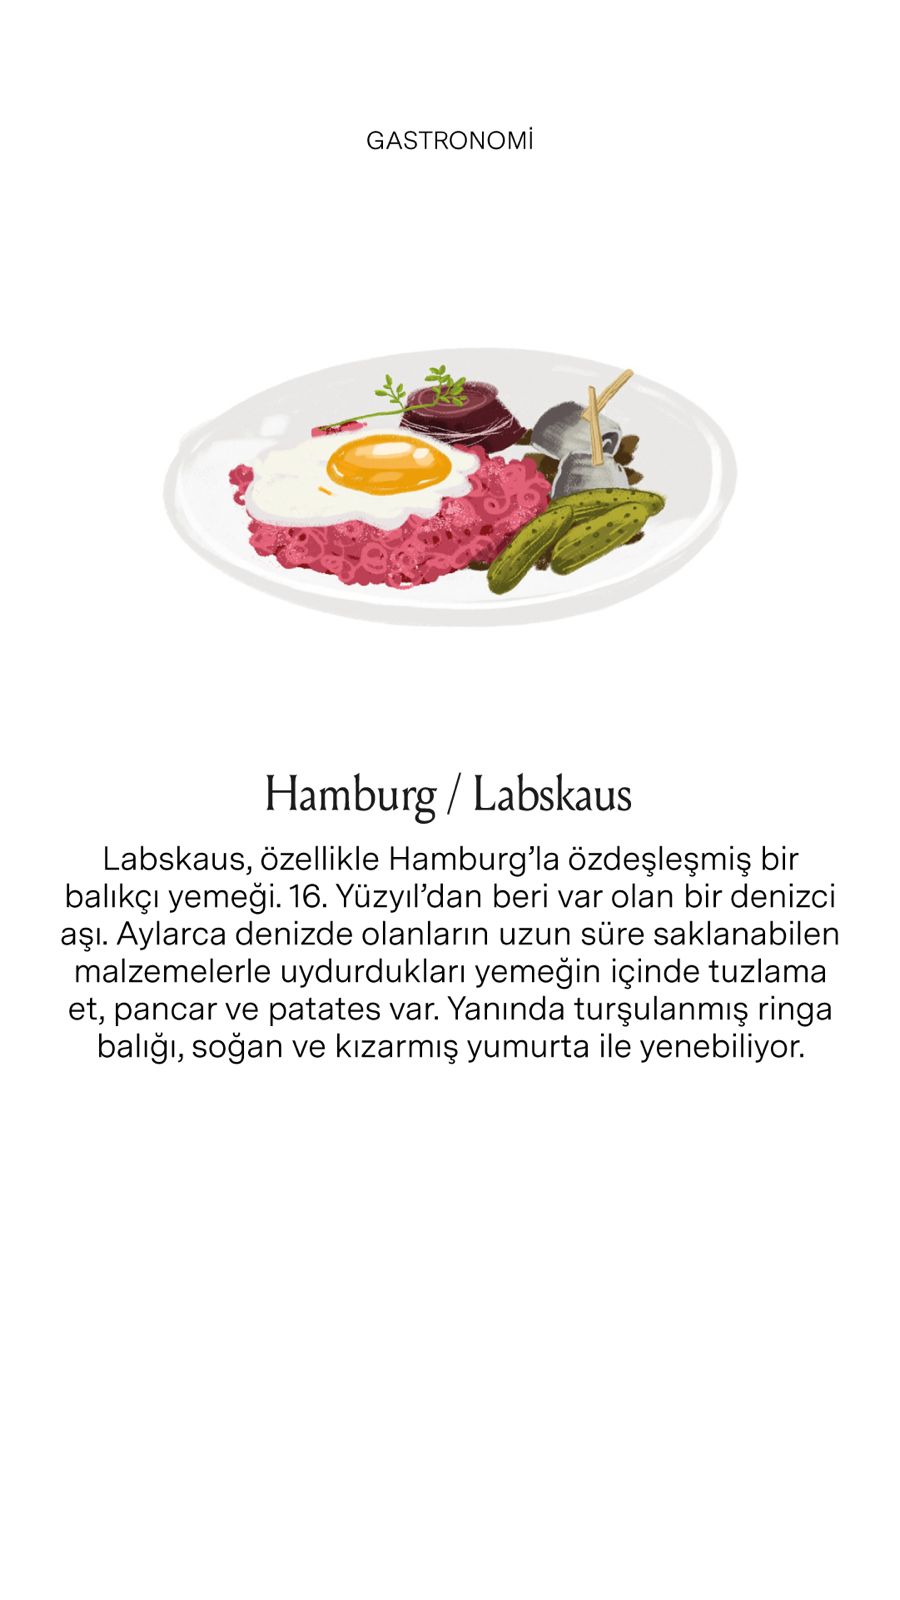 GASTRONOMİ
Hamburg / Labskaus
Labskaus, özellikle Hamburg’la özdeşleşmiş bir
balıkçı yemeği. 16. Yüzyıl’dan beri var olan bir denizci
aşı. Aylarca denizde olanların uzun süre saklanabilen
malzemelerle uydurdukları yemeğin içinde tuzlama
et, pancar ve patates var. Yanında turşulanmış ringa
balığı, soğan ve kızarmış yumurta ile yenebiliyor.